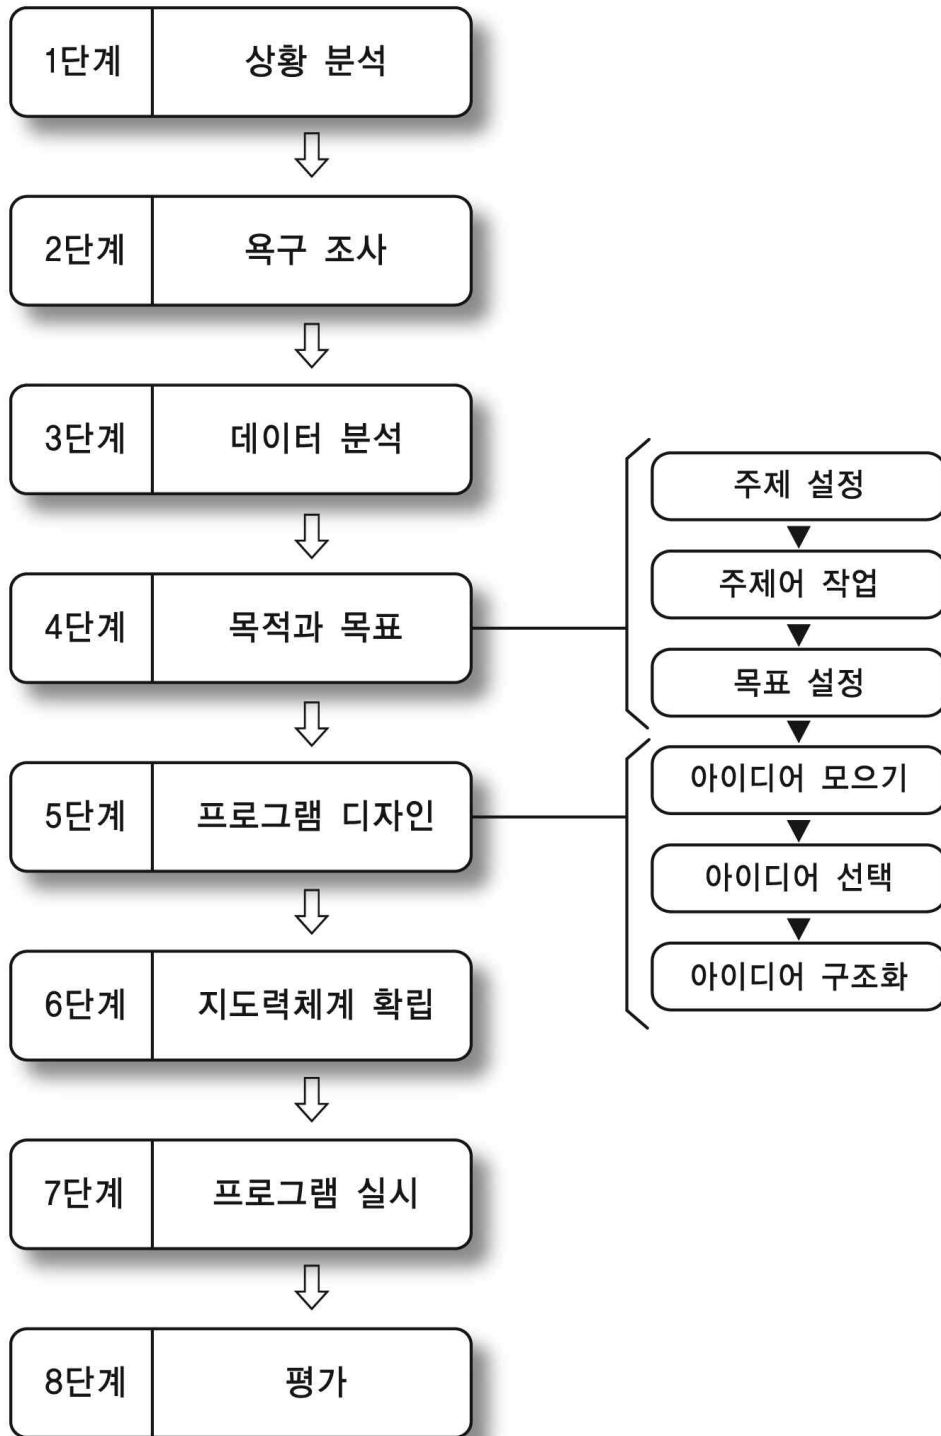 1단계 상황 분석
2단계 욕구 조사
3단계 데이터 분석
4단계 목적과 목표
5단계 프로그램 디자인
6단계 지도력체계 확립
7단계 프로그램 실시
8단계 평가
주제 설정
주제어 작업
목표 설정
아이디어 모으기
아이디어 선택
아이디어 구조화